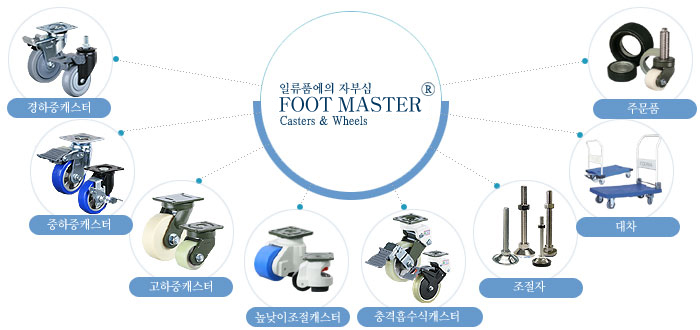 일류품에의 자부심
FOOT MASTER®
Casters & Wheels
경하중캐스터
중하중캐스터
고하중캐스터
높낮이조절캐스터
충격흡수식캐스터
조절자
대차
주문품